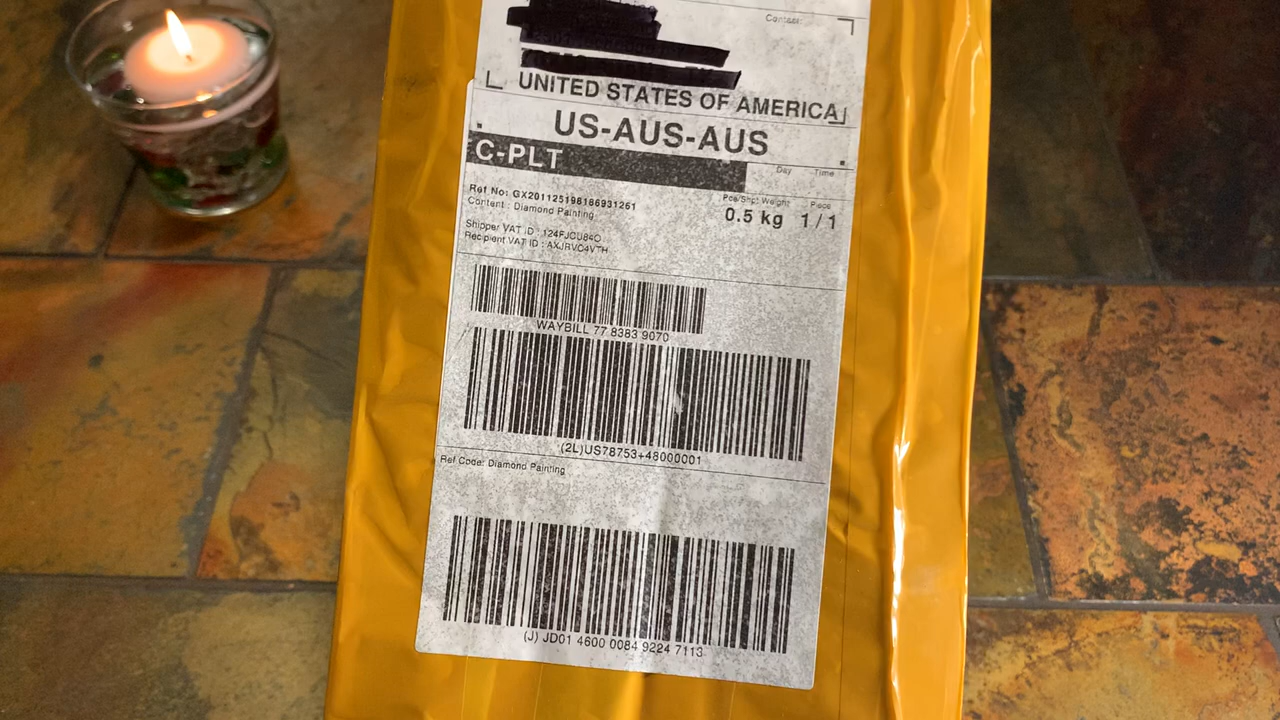 Contact:
UNITED STATES OF AMERICA
US-AUS-AUS
C-PLT
Day Time
Ref No: GX201125198186931261
Content : Diamond Painting
Pce/Shpt Weight Piece
0.5 kg 1 / 1
Shipper VAT ID : 124FJCU84O
Recipient VAT ID : AXJRVC4VTH
WAYBILL 77 8383 9070
(2L)US78753+48000001
Ref Code: Diamond Painting
(J) JD01 4600 0084 9224 7113